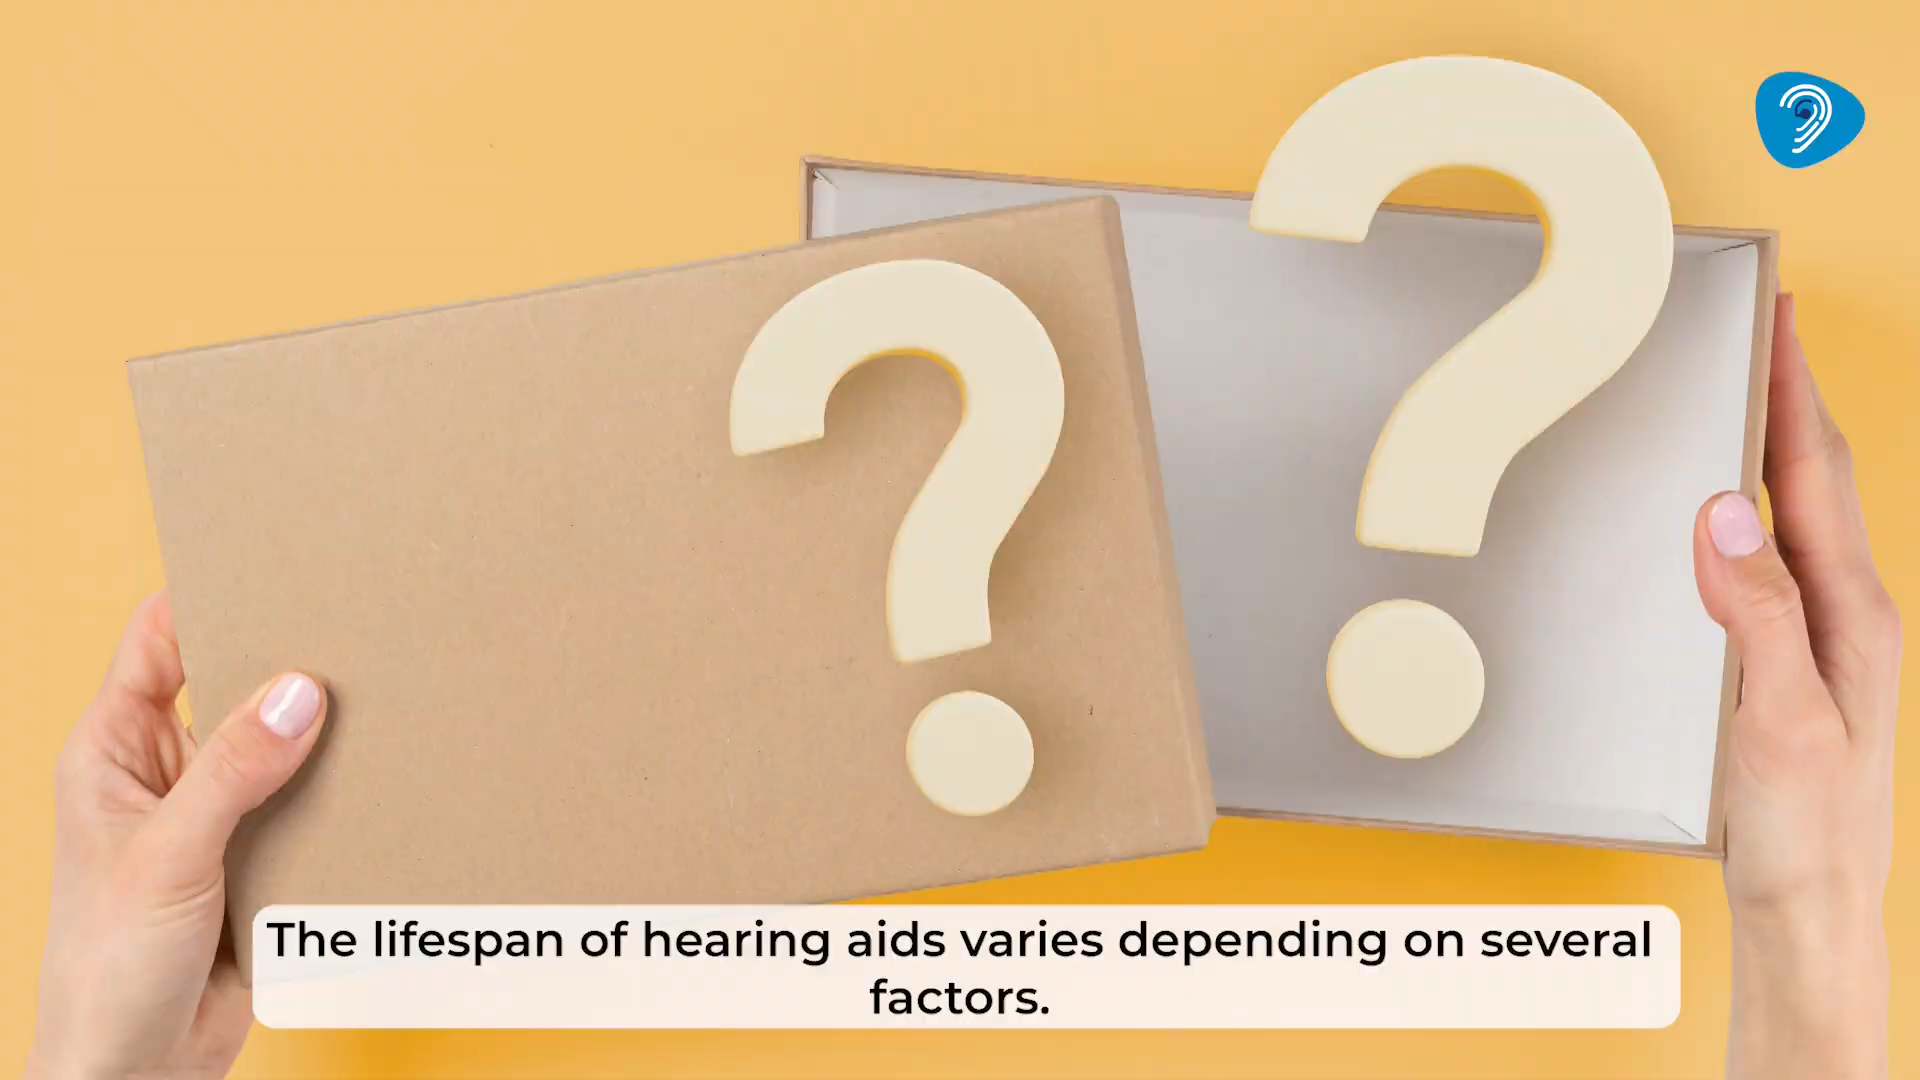 The lifespan of hearing aids varies depending on several
factors.